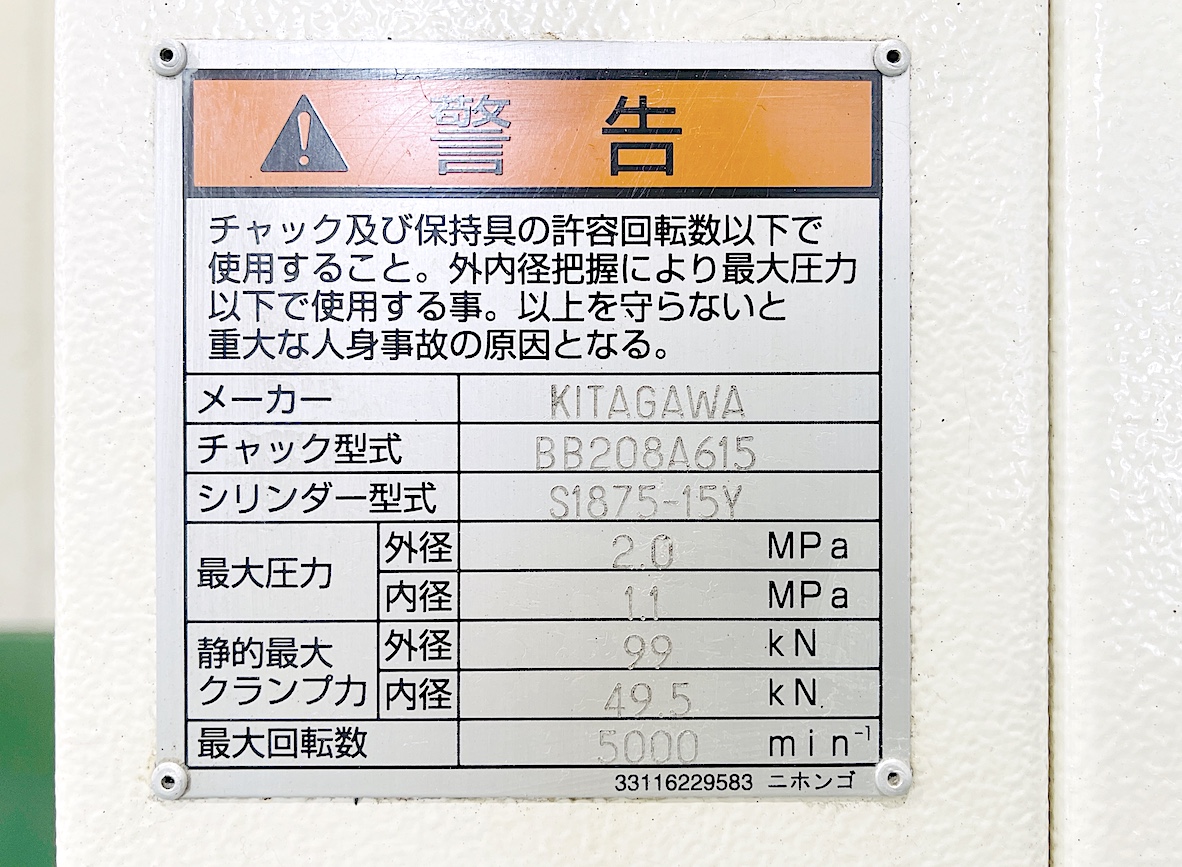 警告
チャック及び保持具の許容回転数以下で
使用すること。外内径把握により最大圧力
以下で使用する事。以上を守らないと
重大な人身事故の原因となる。
メーカー KITAGAWA
チャック型式 BB208A615
シリンダー型式 S1875-15Y
最大圧力 外径 2.0 MPa
内径 1.1 MPa
静的最大クランプ力 外径 99 kN
内径 49.5 kN
最大回転数 5000 min⁻¹
33116229583 ニホンゴ